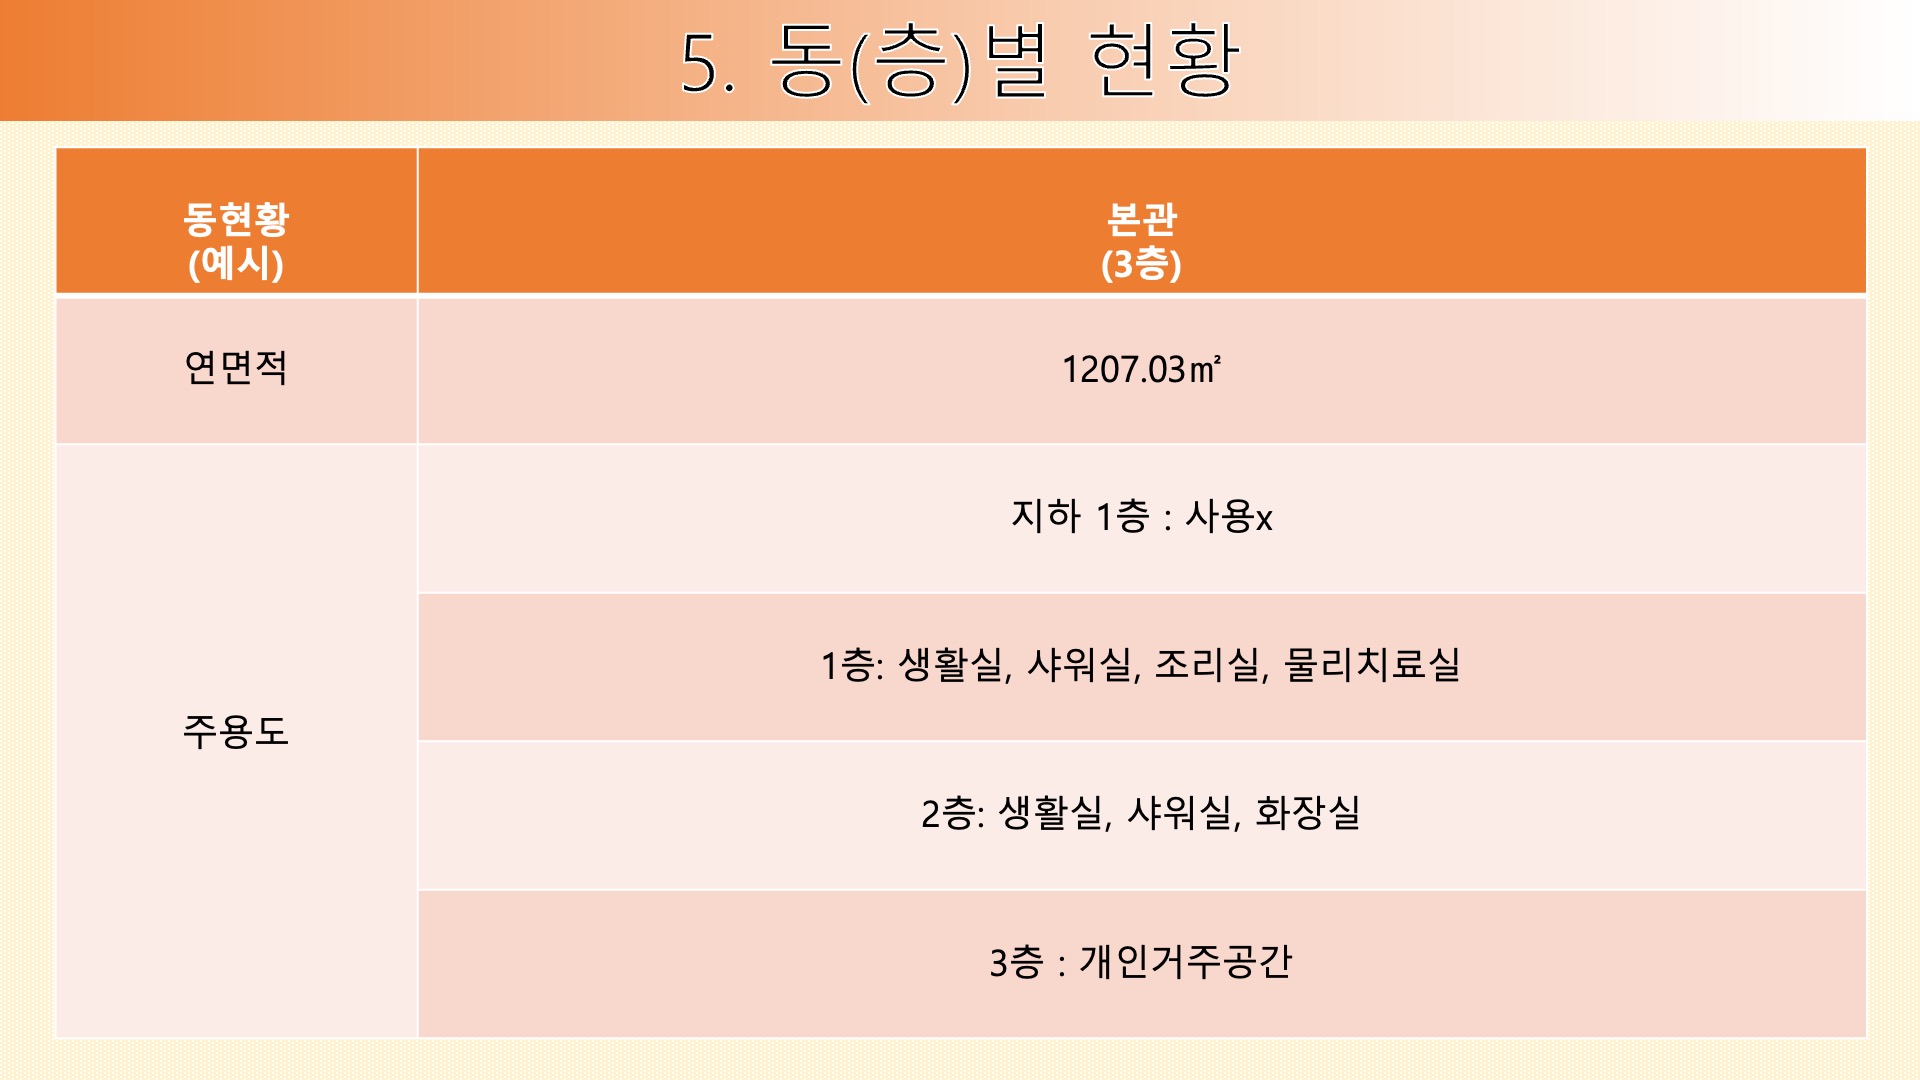 5. 동(층)별 현황
동현황
(예시)
본관
(3층)
연면적
1207.03㎡
주용도
지하 1층 : 사용x
1층: 생활실, 샤워실, 조리실, 물리치료실
2층: 생활실, 샤워실, 화장실
3층 : 개인거주공간